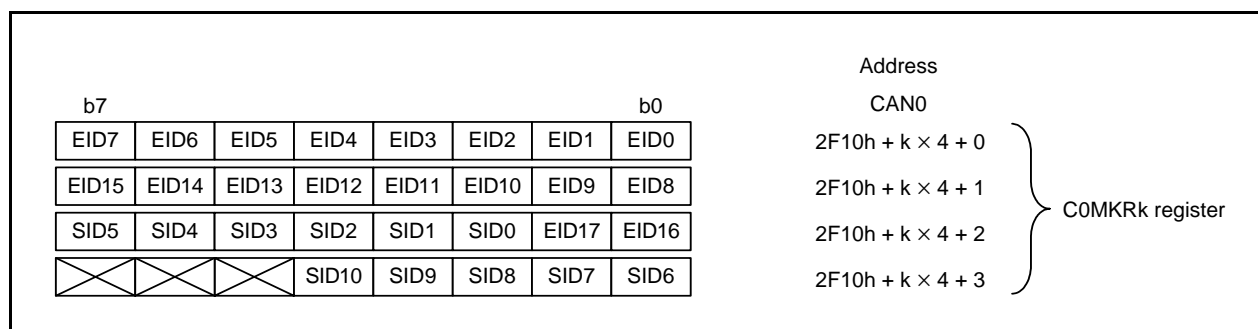 Address
b7 b0 CAN0
EID7 EID6 EID5 EID4 EID3 EID2 EID1 EID0 2F10h + k × 4 + 0
EID15 EID14 EID13 EID12 EID11 EID10 EID9 EID8 2F10h + k × 4 + 1
C0MKRk register
SID5 SID4 SID3 SID2 SID1 SID0 EID17 EID16 2F10h + k × 4 + 2
SID10 SID9 SID8 SID7 SID6 2F10h + k × 4 + 3